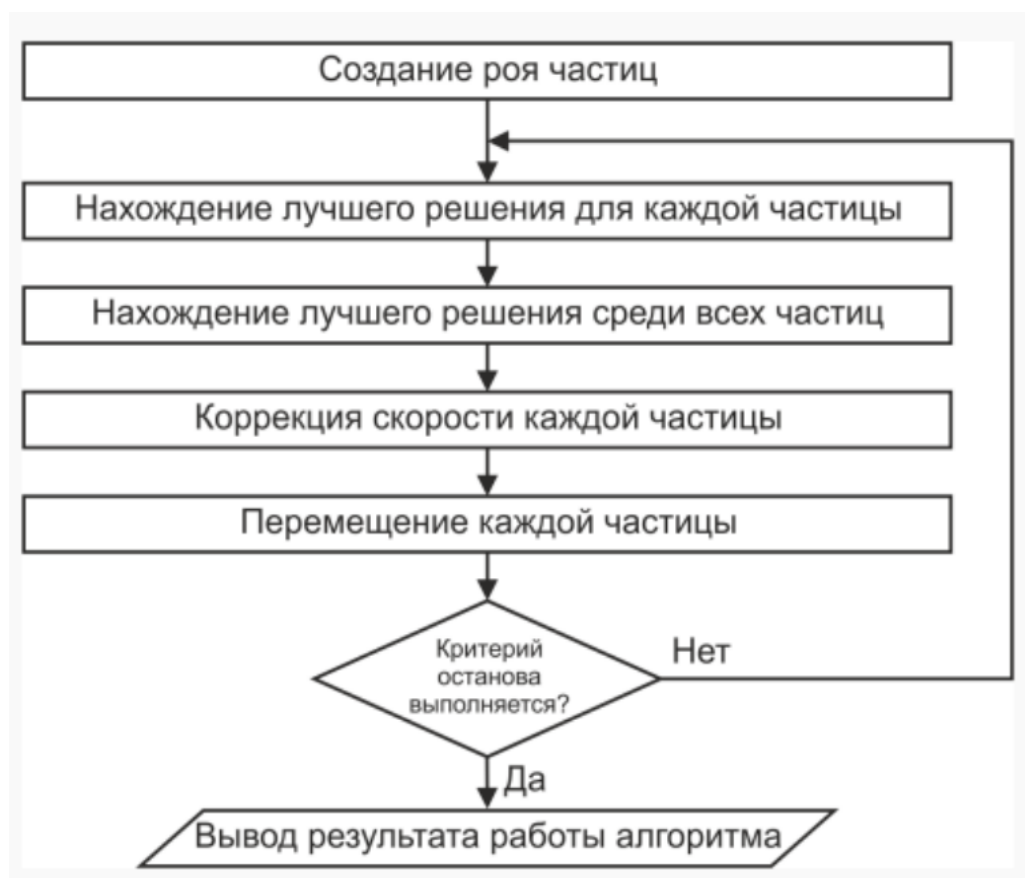 Создание роя частиц
Нахождение лучшего решения для каждой частицы
Нахождение лучшего решения среди всех частиц
Коррекция скорости каждой частицы
Перемещение каждой частицы
Критерий
останова
выполняется?
Нет
Да
Вывод результата работы алгоритма